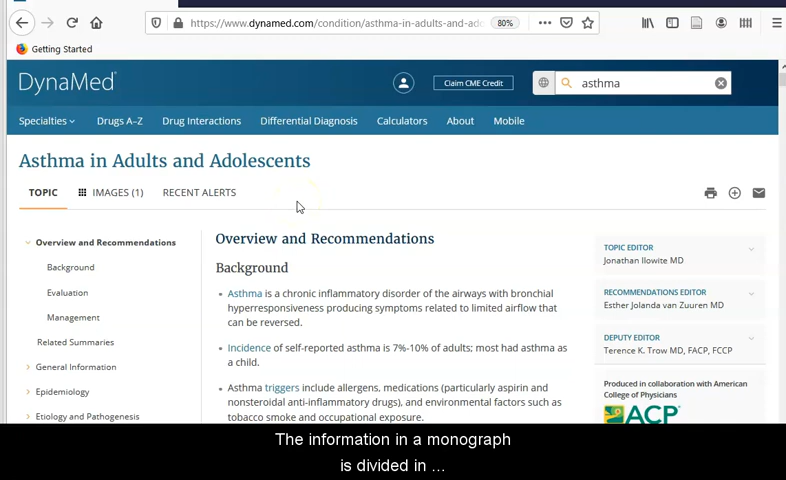 https://www.dynamed.com/condition/asthma-in-adults-and-ado
80%
Getting Started
DynaMed
Claim CME Credit
asthma
Specialties
Drugs A–Z
Drug Interactions
Differential Diagnosis
Calculators
About
Mobile
Asthma in Adults and Adolescents
TOPIC
IMAGES (1)
RECENT ALERTS
Overview and Recommendations
Background
Evaluation
Management
Related Summaries
General Information
Epidemiology
Etiology and Pathogenesis
Overview and Recommendations
Background
Asthma is a chronic inflammatory disorder of the airways with bronchial
hyperresponsiveness producing symptoms related to limited airflow that
can be reversed.
Incidence of self-reported asthma is 7%-10% of adults; most had asthma as
a child.
Asthma triggers include allergens, medications (particularly aspirin and
nonsteroidal anti-inflammatory drugs), and environmental factors such as
tobacco smoke and occupational exposure.
TOPIC EDITOR
Jonathan Ilowite MD
RECOMMENDATIONS EDITOR
Esther Jolanda van Zuuren MD
DEPUTY EDITOR
Terence K. Trow MD, FACP, FCCP
Produced in collaboration with American
College of Physicians
ACP
The information in a monograph
is divided in ...